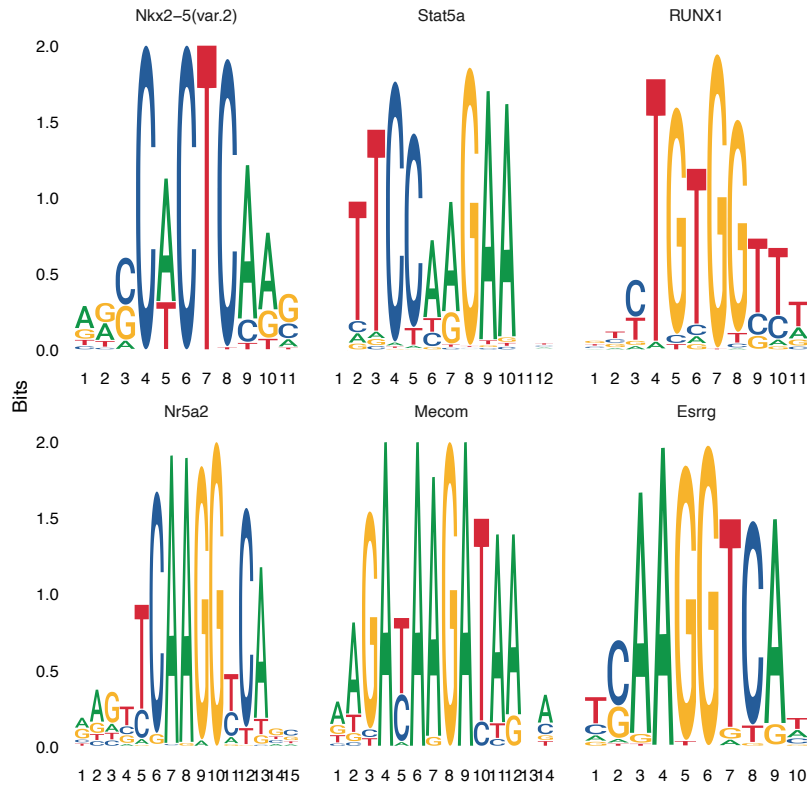 Nkx2−5(var.2) Stat5a RUNX1
2.0
1.5
1.0
0.5
0.0
1 2 3 4 5 6 7 8 9 10 11
1 2 3 4 5 6 7 8 9 10 11 12
1 2 3 4 5 6 7 8 9 10 11
Bits
Nr5a2 Mecom Esrrg
2.0
1.5
1.0
0.5
0.0
1 2 3 4 5 6 7 8 9 10 11 12 13 14 15
1 2 3 4 5 6 7 8 9 10 11 12 13 14
1 2 3 4 5 6 7 8 9 10